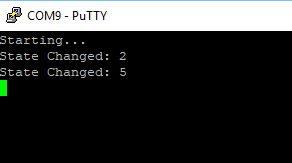 COM9 - PuTTY
Starting...
State Changed: 2
State Changed: 5